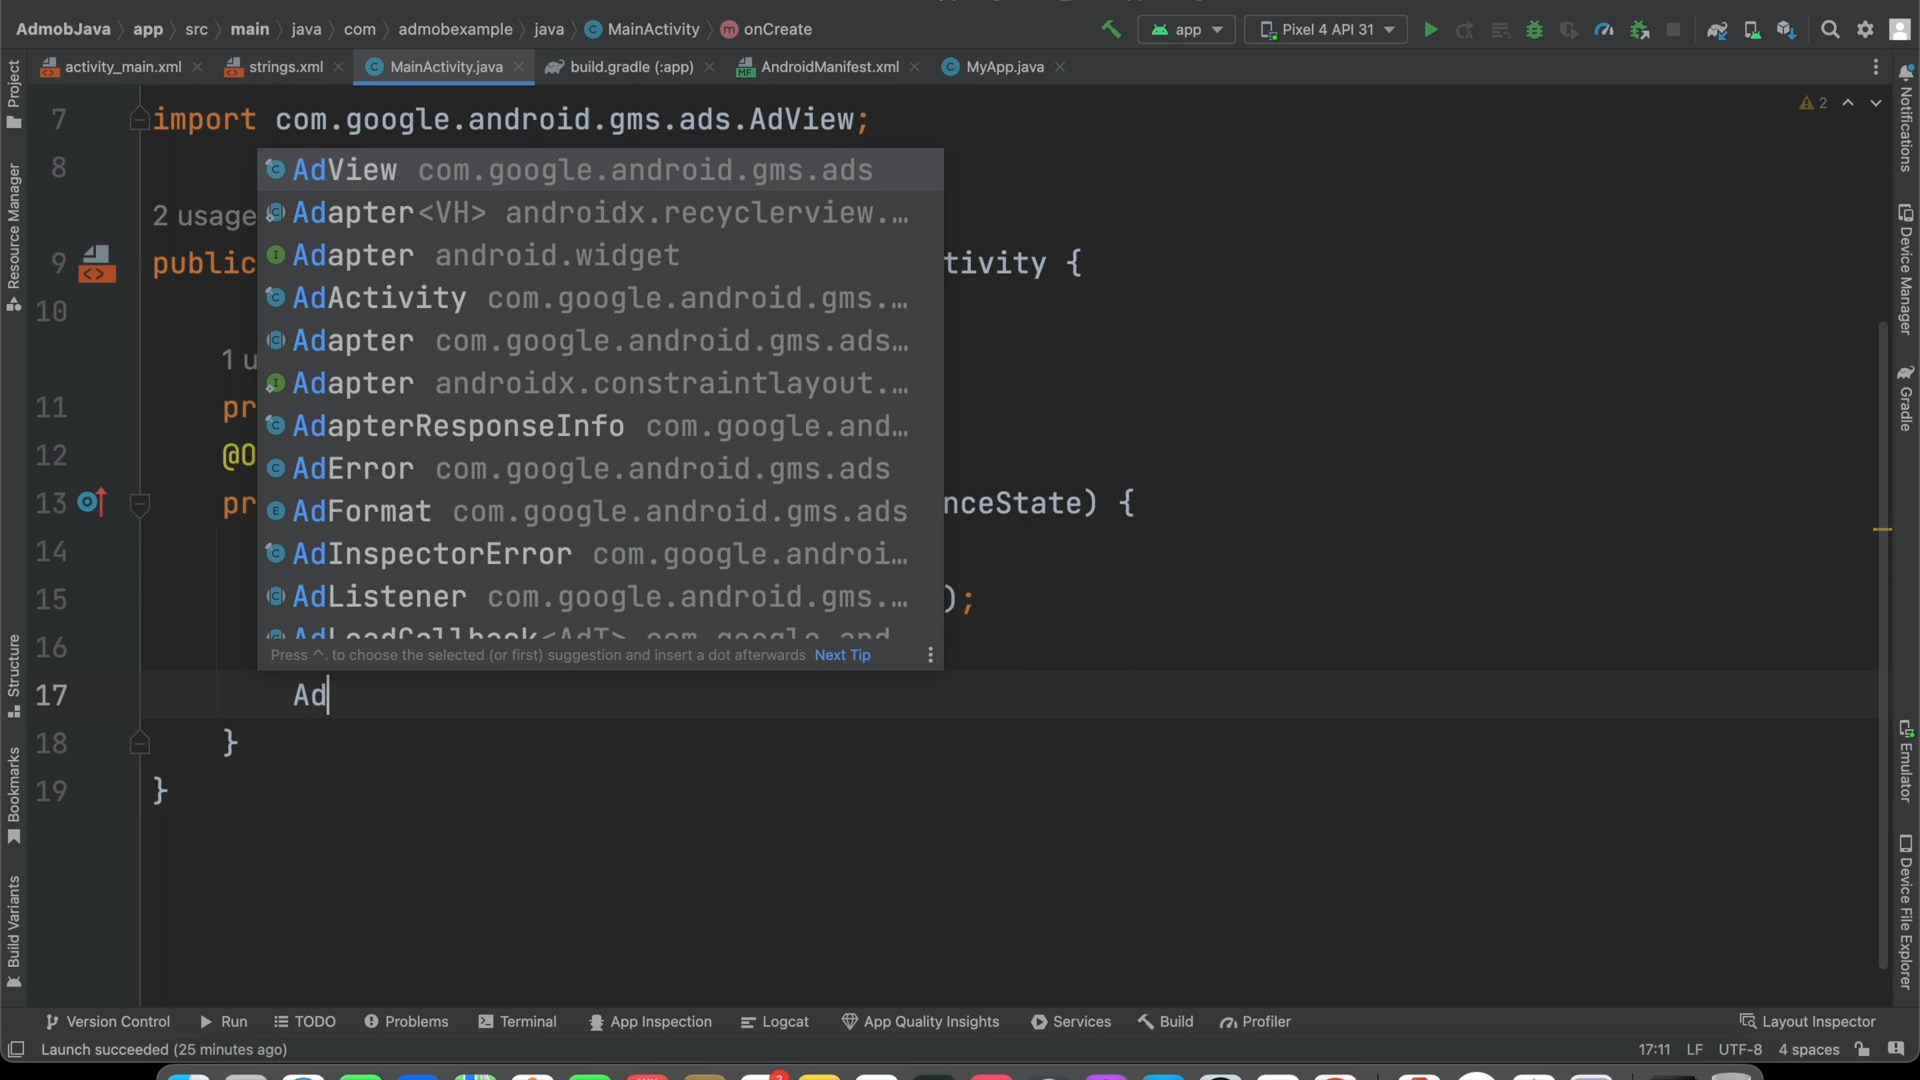 AdmobJava app src main java com admobexample java MainActivity onCreate app Pixel 4 API 31
activity_main.xml strings.xml MainActivity.java build.gradle (:app) AndroidManifest.xml MyApp.java
7 import com.google.android.gms.ads.AdView;
2
8
AdView com.google.android.gms.ads
2 usage
Adapter<VH> androidx.recyclerview.…
9 public tivity {
Adapter android.widget
10
AdActivity com.google.android.gms.…
1 u
Adapter com.google.android.gms.ads…
11 pr
Adapter androidx.constraintlayout.…
12 @O
AdapterResponseInfo com.google.and…
13 pr nceState) {
AdError com.google.android.gms.ads
AdFormat com.google.android.gms.ads
14
AdInspectorError com.google.androi…
15 );
AdListener com.google.android.gms.…
16
AdLoadCallback<AdT> com.google.and
Press ^. to choose the selected (or first) suggestion and insert a dot afterwards Next Tip
17 Ad
18 }
19 }
Project
Resource Manager
Structure
Bookmarks
Build Variants
Notifications
Device Manager
Gradle
Emulator
Device File Explorer
Version Control Run TODO Problems Terminal App Inspection Logcat App Quality Insights Services Build Profiler Layout Inspector
Launch succeeded (25 minutes ago) 17:11 LF UTF-8 4 spaces
2